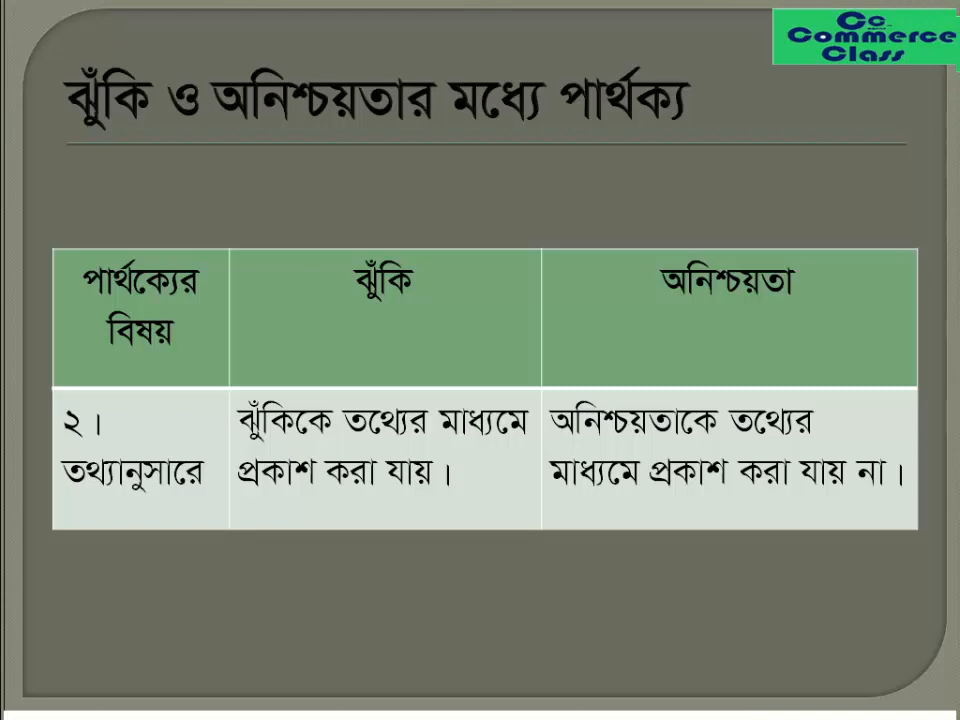 Cc
Commerce
Class
ঝুঁকি ও অনিশ্চয়তার মধ্যে পার্থক্য
পার্থক্যের
বিষয়
ঝুঁকি
অনিশ্চয়তা
২।
তথ্যানুসারে
ঝুঁকিকে তথ্যের মাধ্যমে
প্রকাশ করা যায়।
অনিশ্চয়তাকে তথ্যের
মাধ্যমে প্রকাশ করা যায় না।